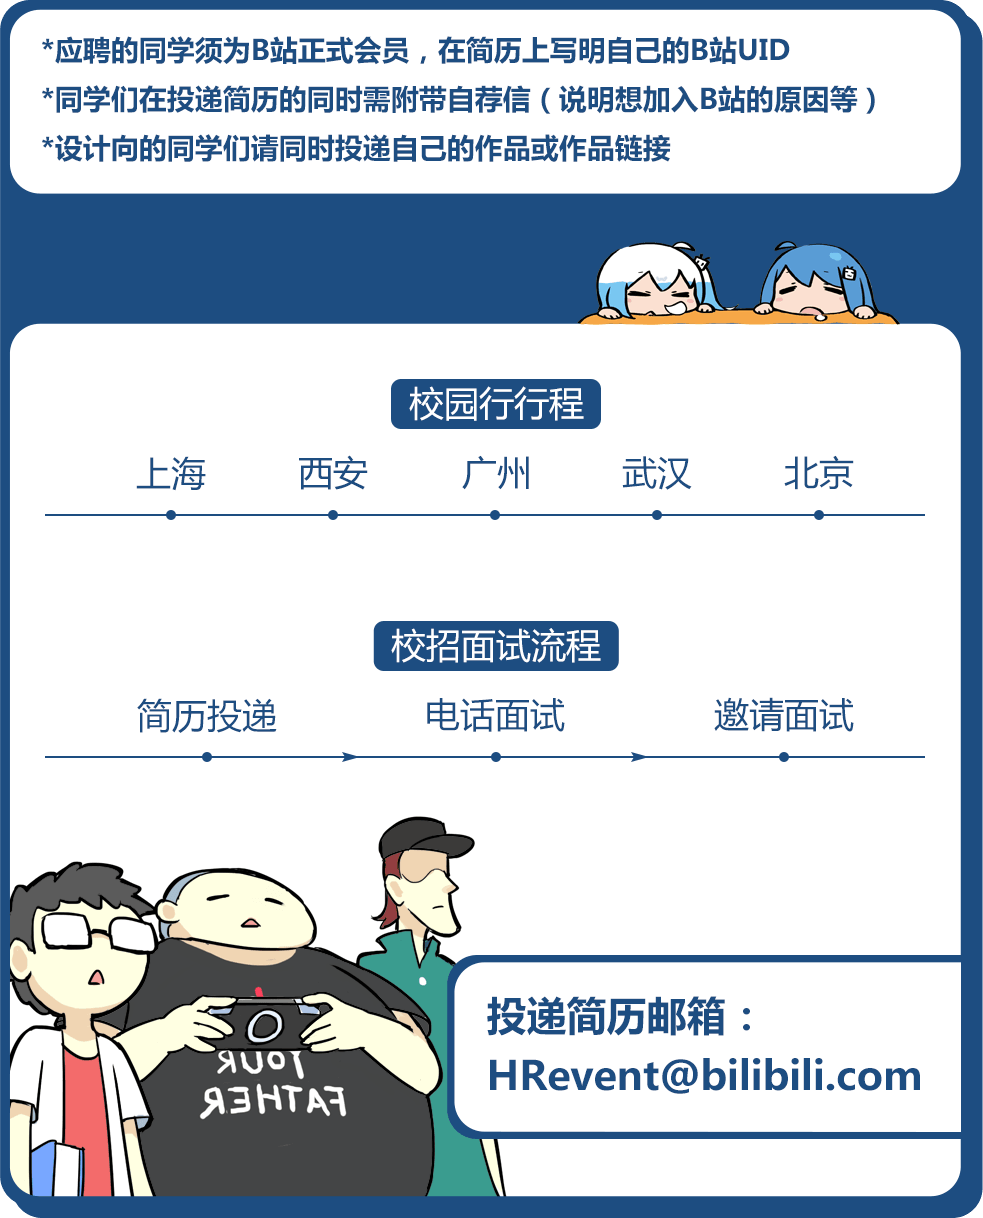 *应聘的同学须为B站正式会员，在简历上写明自己的B站UID
*同学们在投递简历的同时需附带自荐信（说明想加入B站的原因等）
*设计向的同学们请同时投递自己的作品或作品链接
校园行行程
上海 西安 广州 武汉 北京
校招面试流程
简历投递 电话面试 邀请面试
YOUR
FATHER
投递简历邮箱：
HRevent@bilibili.com